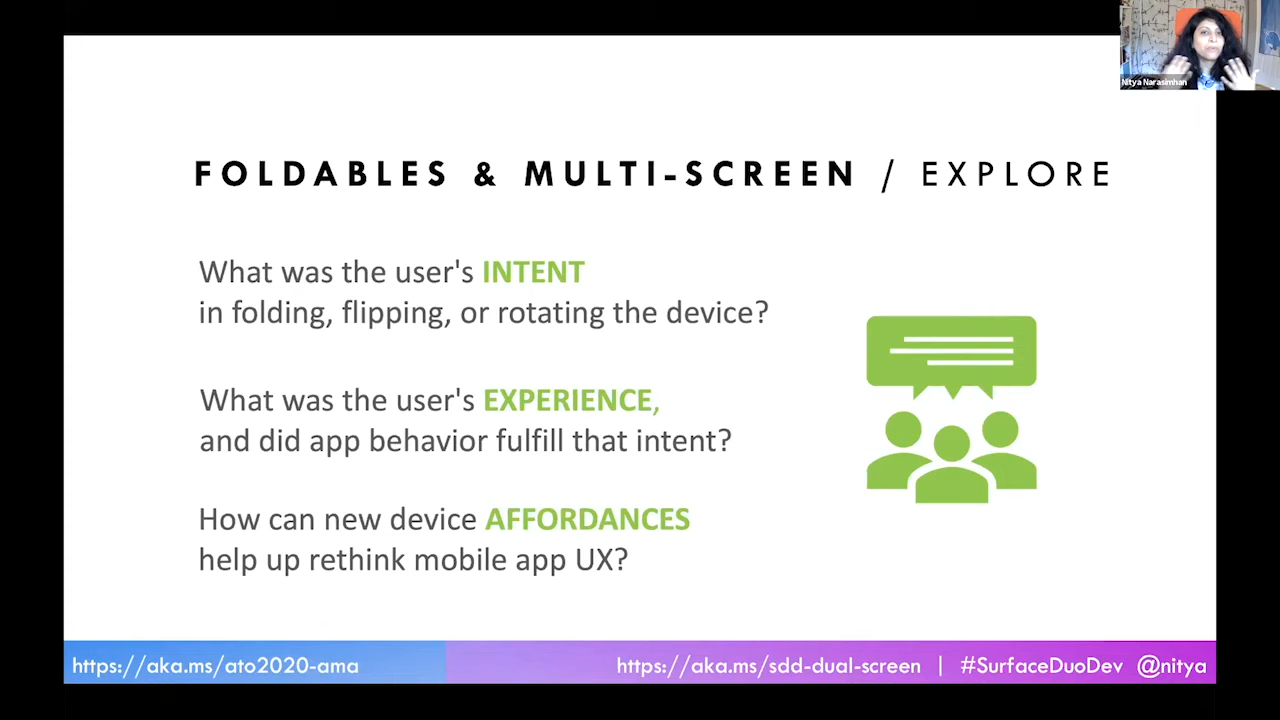 Nitya Narasimhan
FOLDABLES & MULTI-SCREEN / EXPLORE
What was the user's INTENT
in folding, flipping, or rotating the device?
What was the user's EXPERIENCE,
and did app behavior fulfill that intent?
How can new device AFFORDANCES
help up rethink mobile app UX?
https://aka.ms/ato2020-ama
https://aka.ms/sdd-dual-screen | #SurfaceDuoDev @nitya